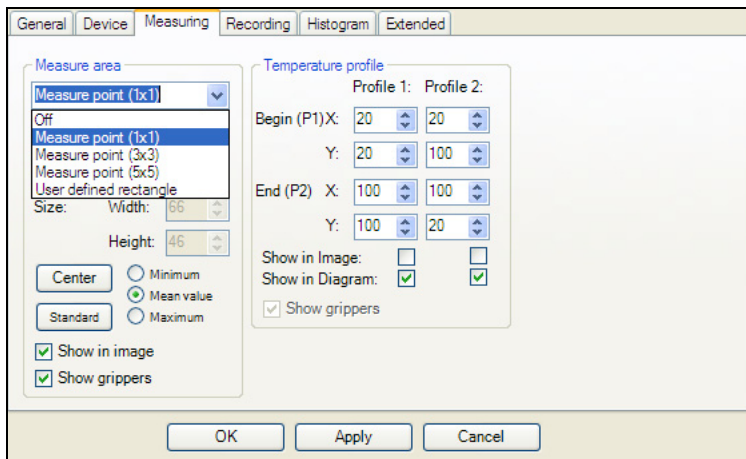 General Device Measuring Recording Histogram Extended
Measure area
Measure point (1x1)
Off
Measure point (1x1)
Measure point (3x3)
Measure point (5x5)
User defined rectangle
Size: Width: 66
Height: 46
Center
Standard
Minimum
Mean value
Maximum
Show in image
Show grippers
Temperature profile
Profile 1: Profile 2:
Begin (P1)X: 20 20
Y: 20 100
End (P2) X: 100 100
Y: 100 20
Show in Image:
Show in Diagram:
Show grippers
OK Apply Cancel